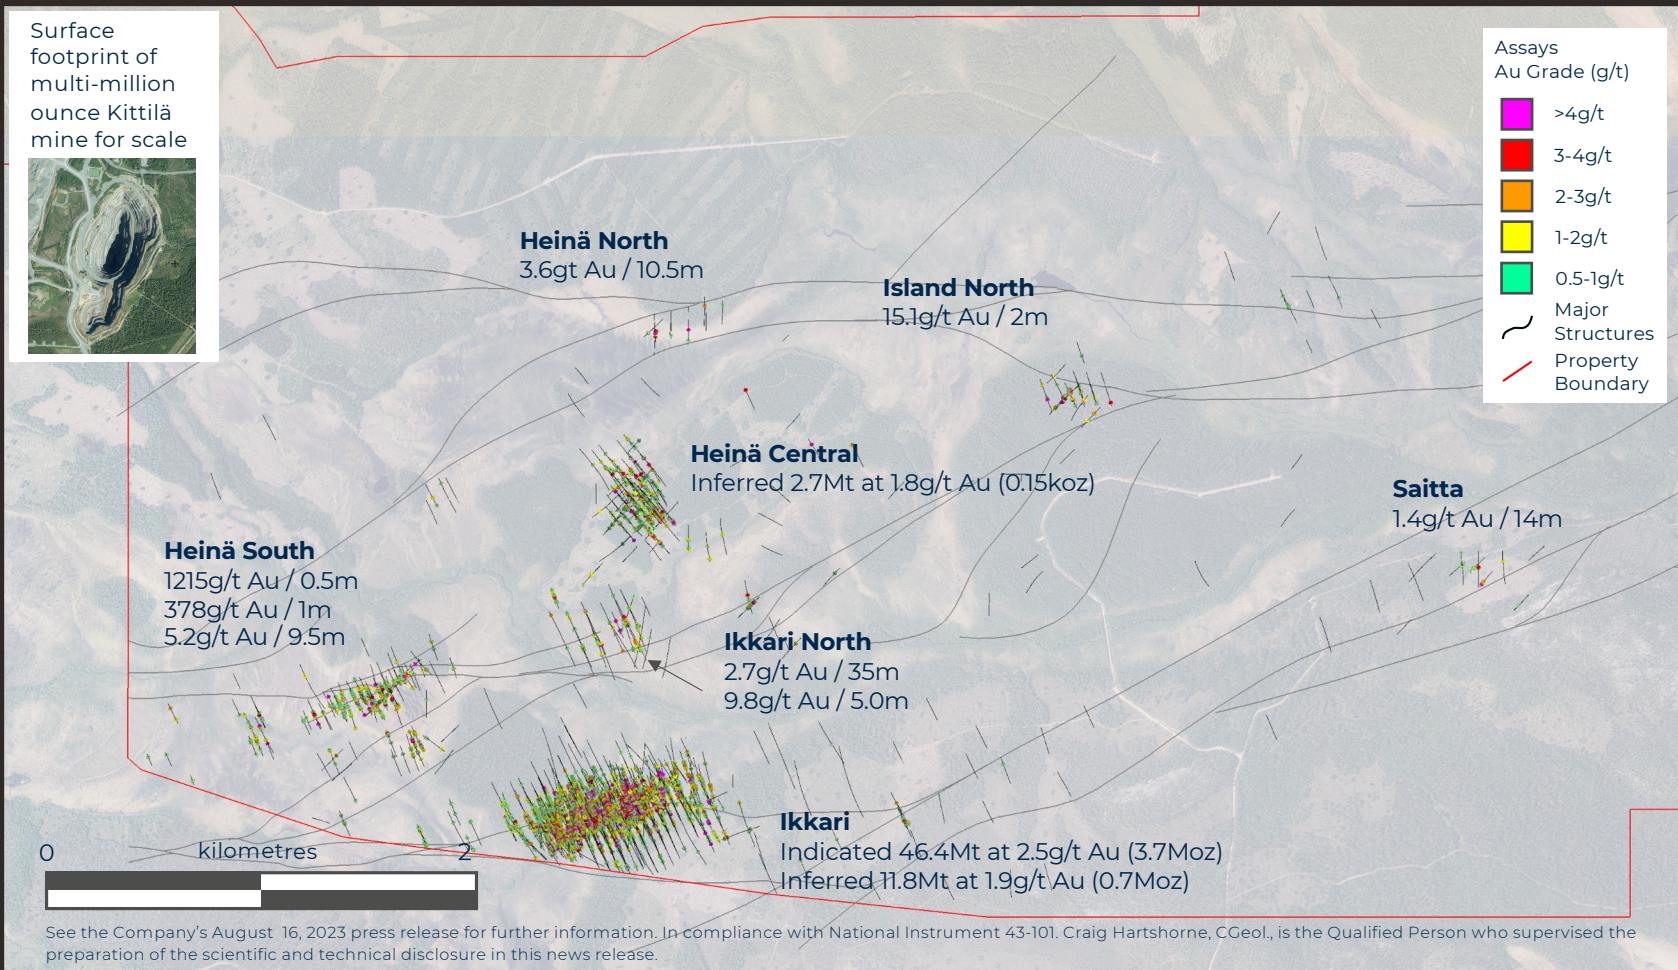 Surface
footprint of
multi-million
ounce Kittilä
mine for scale
Assays
Au Grade (g/t)
>4g/t
3-4g/t
2-3g/t
1-2g/t
0.5-1g/t
Major
Structures
Property
Boundary
Heinä North
3.6gt Au / 10.5m
Island North
15.1g/t Au / 2m
Heinä Central
Inferred 2.7Mt at 1.8g/t Au (0.15koz)
Saitta
1.4g/t Au / 14m
Heinä South
1215g/t Au / 0.5m
378g/t Au / 1m
5.2g/t Au / 9.5m
Ikkari North
2.7g/t Au / 35m
9.8g/t Au / 5.0m
Ikkari
Indicated 46.4Mt at 2.5g/t Au (3.7Moz)
Inferred 11.8Mt at 1.9g/t Au (0.7Moz)
0 kilometres 2
See the Company's August 16, 2023 press release for further information. In compliance with National Instrument 43-101. Craig Hartshorne, CGeol., is the Qualified Person who supervised the
preparation of the scientific and technical disclosure in this news release.